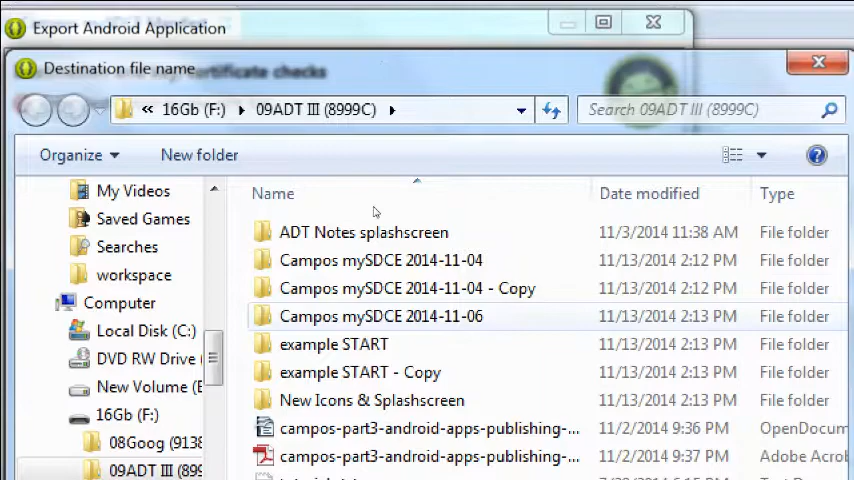 Export Android Application
Destination file name
certificate checks
« 16Gb (F:) 09ADT III (8999C)
Search 09ADT III (8999C)
Organize New folder
Name Date modified Type
My Videos
Saved Games
Searches
workspace
Computer
Local Disk (C:)
DVD RW Drive (
New Volume (E
16Gb (F:)
08Goog (9138
09ADT III (899
ADT Notes splashscreen 11/3/2014 11:38 AM File folder
Campos mySDCE 2014-11-04 11/13/2014 2:12 PM File folder
Campos mySDCE 2014-11-04 - Copy 11/13/2014 2:12 PM File folder
Campos mySDCE 2014-11-06 11/13/2014 2:13 PM File folder
example START 11/13/2014 2:13 PM File folder
example START - Copy 11/13/2014 2:13 PM File folder
New Icons & Splashscreen 11/13/2014 2:13 PM File folder
campos-part3-android-apps-publishing-... 11/2/2014 9:36 PM OpenDocum
campos-part3-android-apps-publishing-... 11/2/2014 9:37 PM Adobe Acro